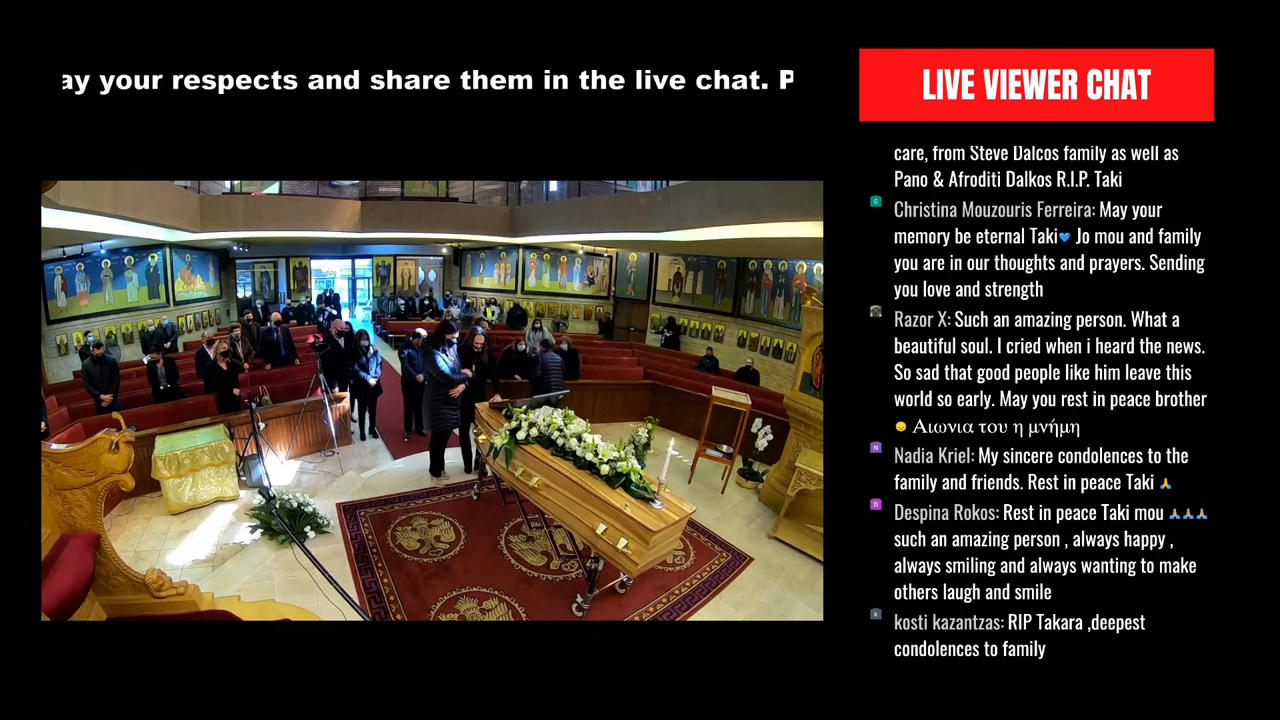 ay your respects and share them in the live chat. P
LIVE VIEWER CHAT
care, from Steve Dalcos family as well as
Pano & Afroditi Dalkos R.I.P. Taki
Christina Mouzouris Ferreira: May your
memory be eternal Taki💙 Jo mou and family
you are in our thoughts and prayers. Sending
you love and strength
Razor X: Such an amazing person. What a
beautiful soul. I cried when i heard the news.
So sad that good people like him leave this
world so early. May you rest in peace brother
😞 Αιωνια του η μνήμη
Nadia Kriel: My sincere condolences to the
family and friends. Rest in peace Taki 🙏
Despina Rokos: Rest in peace Taki mou 🙏🙏🙏
such an amazing person , always happy ,
always smiling and always wanting to make
others laugh and smile
kosti kazantzas: RIP Takara ,deepest
condolences to family